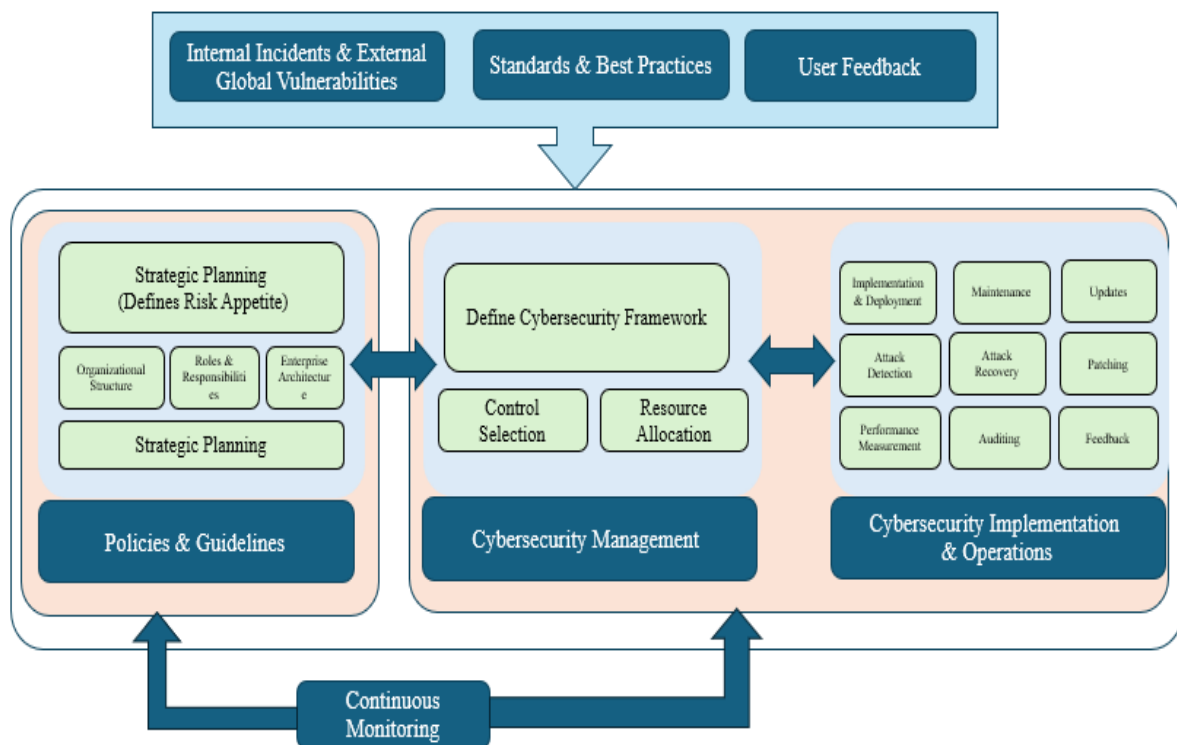 Internal Incidents & External
Global Vulnerabilities
Standards & Best Practices
User Feedback
Strategic Planning
(Defines Risk Appetite)
Organizational
Structure
Roles &
Responsibiliti
es
Enterprise
Architectur
e
Strategic Planning
Policies & Guidelines
Define Cybersecurity Framework
Control
Selection
Resource
Allocation
Cybersecurity Management
Implementation
& Deployment
Maintenance
Updates
Attack
Detection
Attack
Recovery
Patching
Performance
Measurement
Auditing
Feedback
Cybersecurity Implementation
& Operations
Continuous
Monitoring